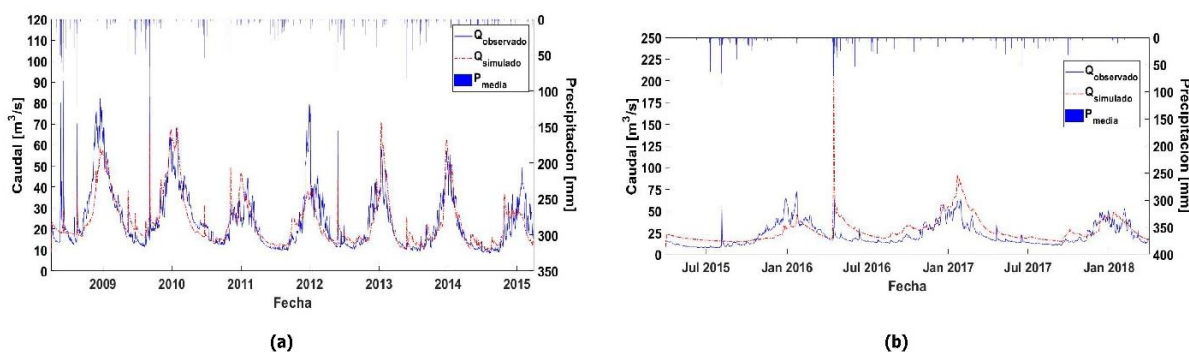 120
110
100
90
80
70
60
50
40
30
20
10
0
Caudal [m³/s]
2009 2010 2011 2012 2013 2014 2015
Fecha
0
50
100
150
200
250
300
350
Precipitacion [mm]
Q observado
Q simulado
P media
(a)
250
225
200
175
150
125
100
75
50
25
0
Caudal [m³/s]
Jul 2015 Jan 2016 Jul 2016 Jan 2017 Jul 2017 Jan 2018
Fecha
0
50
100
150
200
250
300
350
400
Precipitacion [mm]
Q observado
Q simulado
P media
(b)